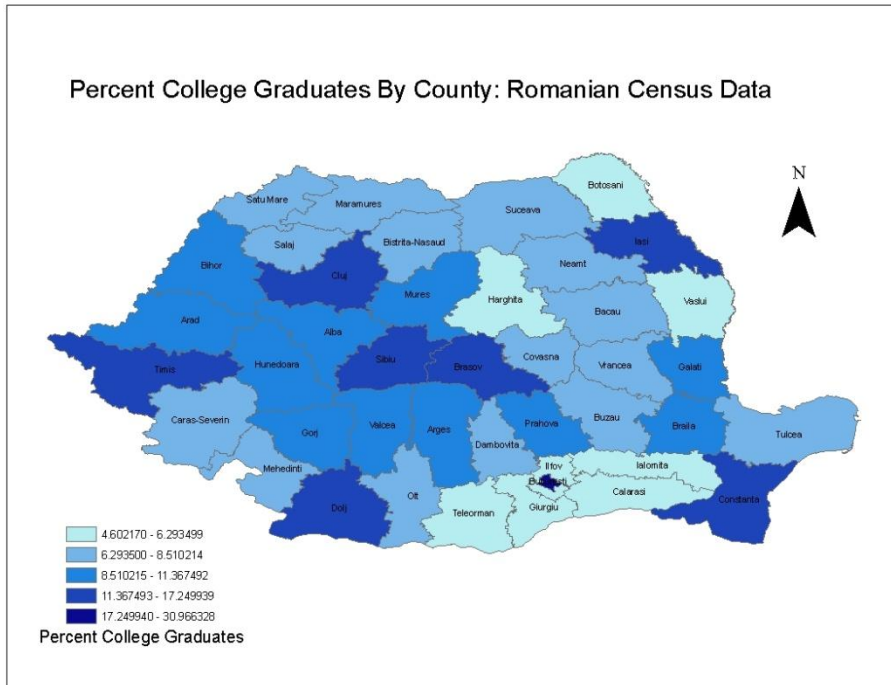 Percent College Graduates By County: Romanian Census Data
N
Botosani
Satu Mare
Maramures
Suceava
Iasi
Salaj
Bistrita-Nasaud
Neamt
Bihor
Cluj
Mures
Harghita
Vaslui
Bacau
Arad
Alba
Timis
Hunedoara
Sibiu
Brasov
Covasna
Vrancea
Galati
Caras-Severin
Gorj
Valcea
Arges
Prahova
Buzau
Braila
Tulcea
Dambovita
Mehedinti
Ilfov
Ialomita
Olt
Calarasi
Constanta
Dolj
Teleorman
Giurgiu
4.602170 - 6.293499
6.293500 - 8.510214
8.510215 - 11.367492
11.367493 - 17.249939
17.249940 - 30.966328
Percent College Graduates